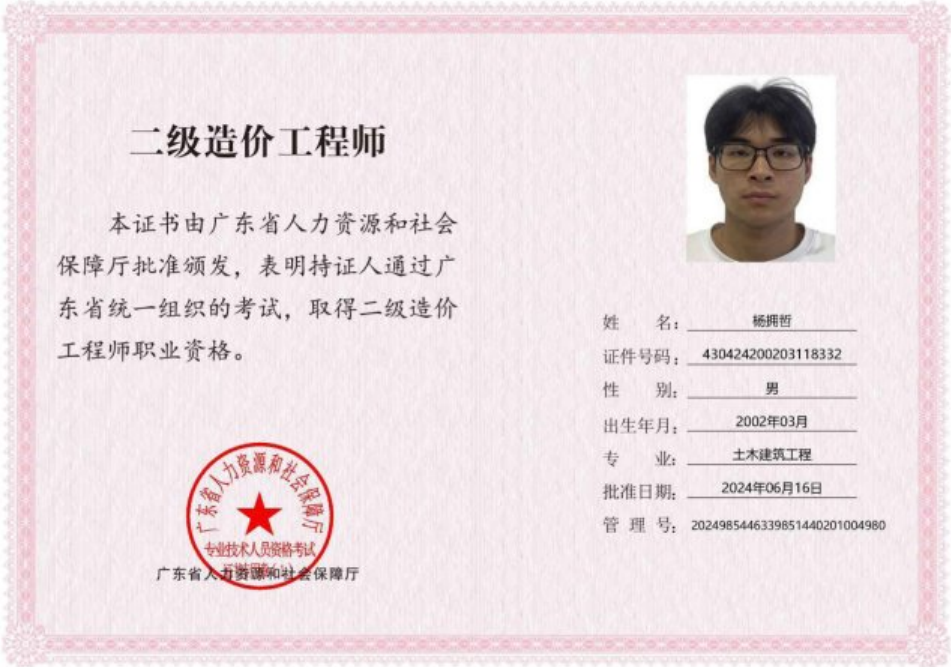 二级造价工程师
本证书由广东省人力资源和社会
保障厅批准颁发，表明持证人通过广
东省统一组织的考试，取得二级造价
工程师职业资格。
广东省人力资源和社会保障厅
专业技术人员资格考试
广东省人力资源和社会保障厅
姓 名：杨拥哲
证件号码：430424200203118332
性 别：男
出生年月：2002年03月
专 业：土木建筑工程
批准日期：2024年06月16日
管 理 号：20249854463398514402010049​80